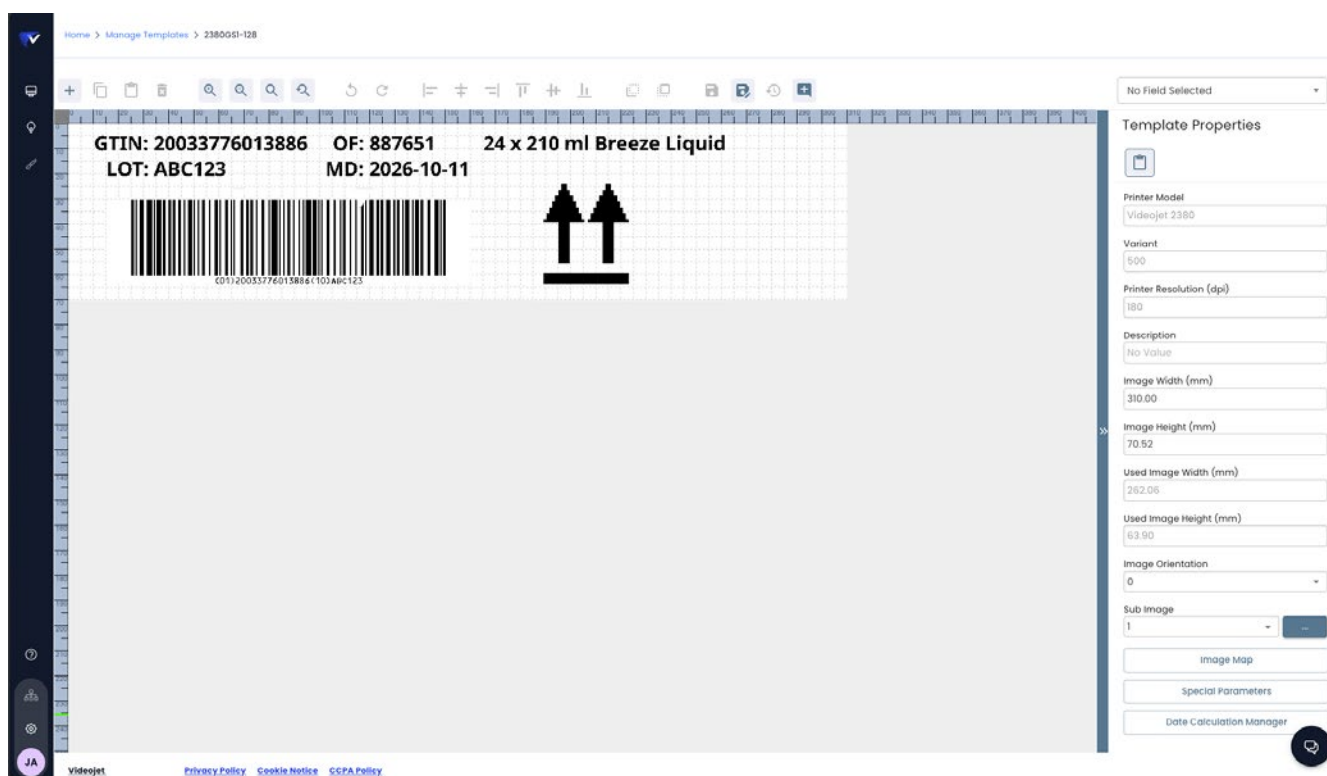 Home > Manage Templates > 2380GS1-128
No Field Selected
Template Properties
GTIN: 20033776013886 OF: 887651 24 x 210 ml Breeze Liquid
LOT: ABC123 MD: 2026-10-11
(01)20033776013886(10)ABC123
Printer Model
Videojet 2380
Variant
500
Printer Resolution (dpi)
180
Description
No Value
Image Width (mm)
310.00
Image Height (mm)
70.52
Used Image Width (mm)
262.06
Used Image Height (mm)
63.90
Image Orientation
0
Sub Image
1
...
Image Map
Special Parameters
Date Calculation Manager
JA
Videojet Privacy Policy Cookie Notice CCPA Policy